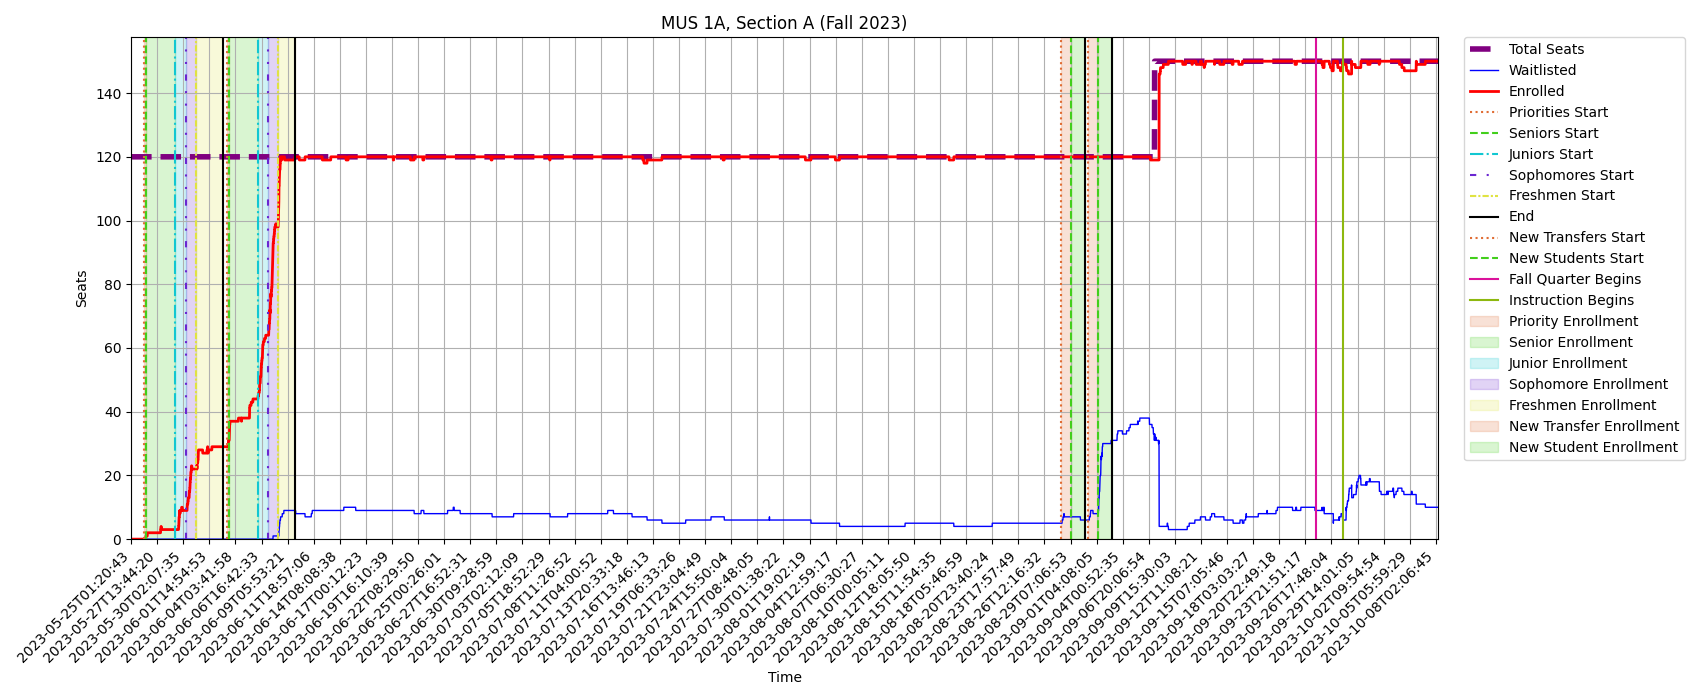 MUS 1A, Section A (Fall 2023)
Seats
140
120
100
80
60
40
20
0
2023-05-25T01:20:43
2023-05-27T13:44:20
2023-05-30T02:07:35
2023-06-01T14:54:53
2023-06-04T03:41:58
2023-06-06T16:42:33
2023-06-09T05:53:21
2023-06-11T18:57:06
2023-06-14T08:08:38
2023-06-17T00:12:23
2023-06-19T16:10:39
2023-06-22T08:29:50
2023-06-25T00:26:01
2023-06-27T16:52:31
2023-06-30T09:28:59
2023-07-03T02:12:09
2023-07-05T18:52:29
2023-07-08T11:26:52
2023-07-11T04:00:52
2023-07-13T20:33:18
2023-07-16T13:46:13
2023-07-19T06:33:26
2023-07-21T23:04:49
2023-07-24T15:50:04
2023-07-27T08:48:05
2023-07-30T01:38:22
2023-08-01T19:02:19
2023-08-04T12:59:17
2023-08-07T06:30:27
2023-08-10T00:05:11
2023-08-12T18:05:50
2023-08-15T11:54:35
2023-08-18T05:46:59
2023-08-20T23:40:24
2023-08-23T17:57:49
2023-08-26T12:16:32
2023-08-29T07:06:53
2023-09-01T04:08:05
2023-09-04T00:52:35
2023-09-06T20:06:54
2023-09-09T15:30:03
2023-09-12T11:08:21
2023-09-15T07:05:46
2023-09-18T03:03:27
2023-09-20T22:49:18
2023-09-23T21:51:17
2023-09-26T17:48:04
2023-09-29T14:01:05
2023-10-02T09:54:54
2023-10-05T05:59:29
2023-10-08T02:06:45
Time
Total Seats
Waitlisted
Enrolled
Priorities Start
Seniors Start
Juniors Start
Sophomores Start
Freshmen Start
End
New Transfers Start
New Students Start
Fall Quarter Begins
Instruction Begins
Priority Enrollment
Senior Enrollment
Junior Enrollment
Sophomore Enrollment
Freshmen Enrollment
New Transfer Enrollment
New Student Enrollment